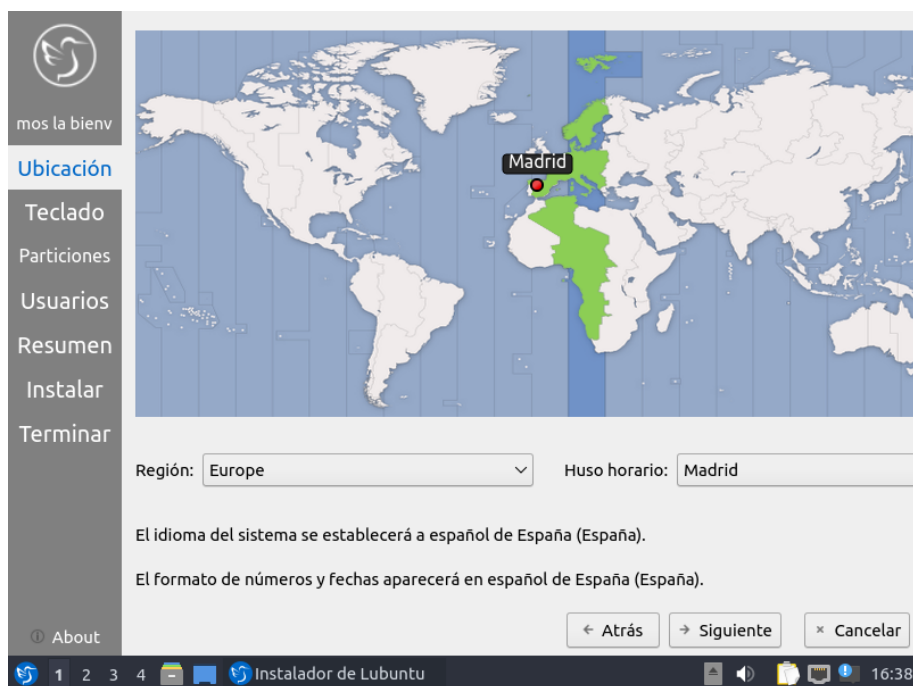 mos la bienv
Ubicación
Teclado
Particiones
Usuarios
Resumen
Instalar
Terminar
About
Madrid
Región: Europe
Huso horario: Madrid
El idioma del sistema se establecerá a español de España (España).
El formato de números y fechas aparecerá en español de España (España).
Atrás
Siguiente
Cancelar
1 2 3 4 Instalador de Lubuntu 16:38